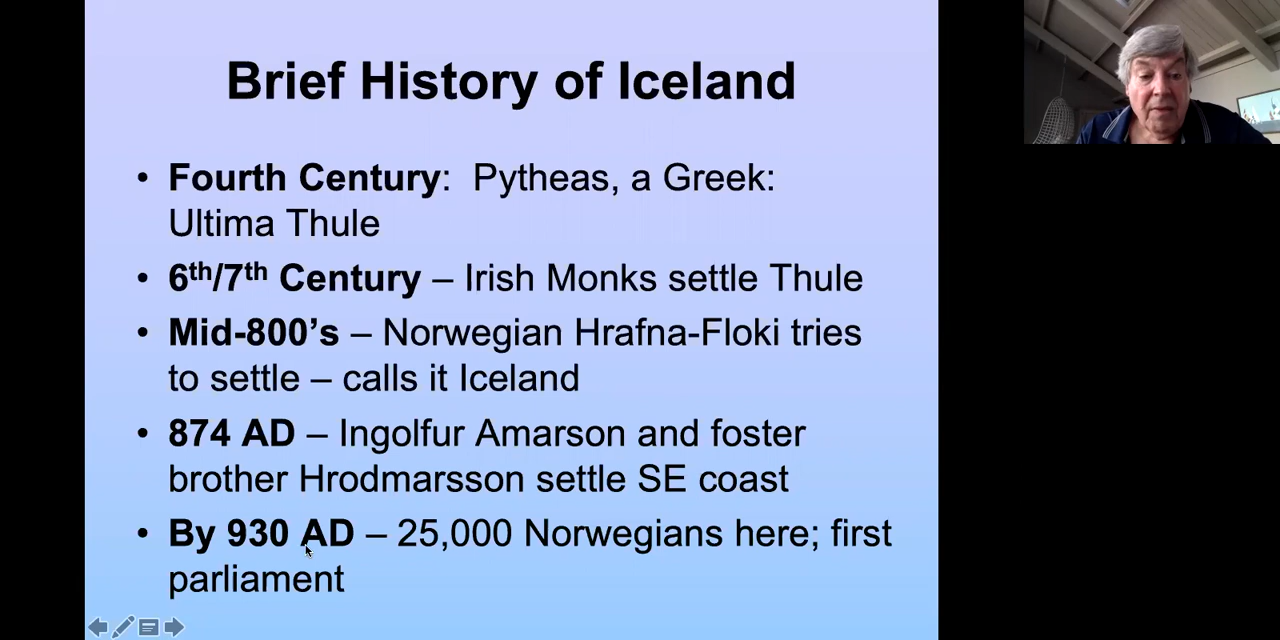 Brief History of Iceland
• Fourth Century:  Pytheas, a Greek:
Ultima Thule
• 6th/7th Century – Irish Monks settle Thule
• Mid-800’s – Norwegian Hrafna-Floki tries
to settle – calls it Iceland
• 874 AD – Ingolfur Amarson and foster
brother Hrodmarsson settle SE coast
• By 930 AD – 25,000 Norwegians here; first
parliament